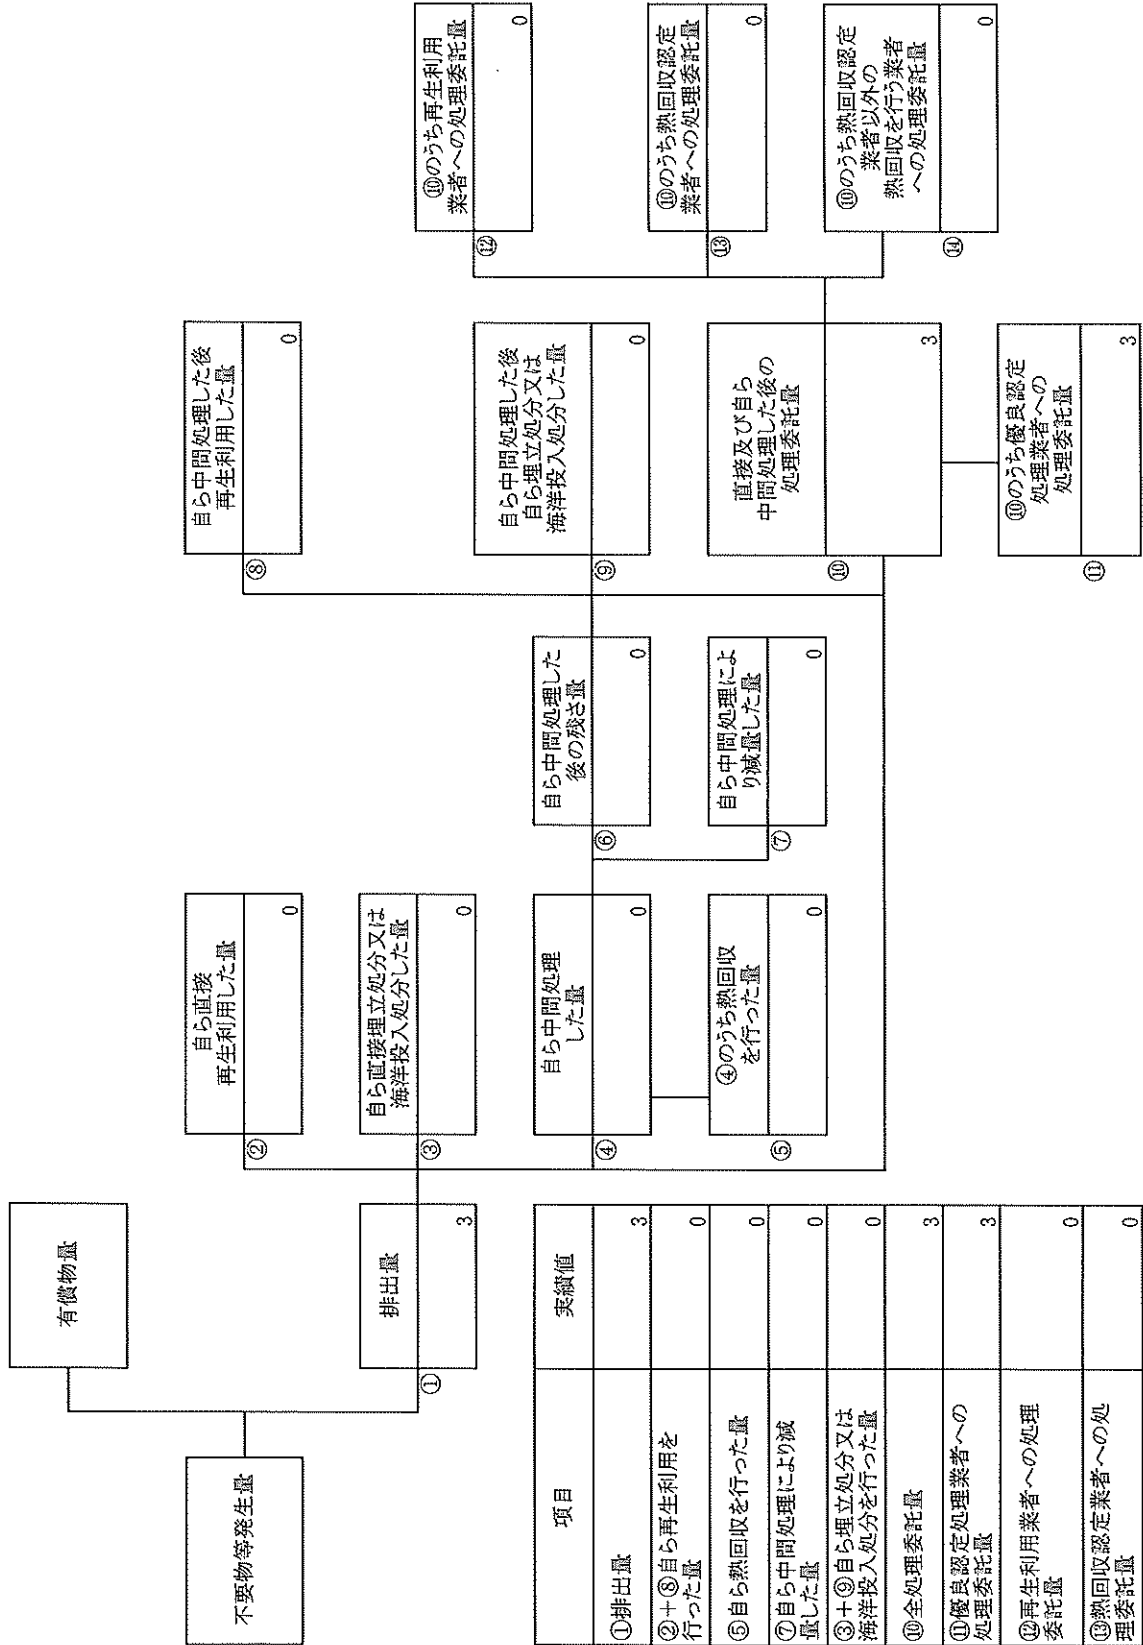 不要物等発生量
有償物量
①
排出量
3
②
自ら直接
再生利用した量
0
③
自ら直接埋立処分又は
海洋投入処分した量
0
④
自ら中間処理
した量
0
⑤
④のうち熱回収
を行った量
0
⑥
自ら中間処理した
後の残さ量
0
⑦
自ら中間処理によ
り減量した量
0
⑧
自ら中間処理した後
再生利用した量
0
⑨
自ら中間処理した後
自ら埋立処分又は
海洋投入処分した量
0
⑩
直接及び自ら
中間処理した後の
処理委託量
3
⑪
⑩のうち優良認定
処理業者への
処理委託量
3
⑫
⑩のうち再生利用
業者への処理委託量
0
⑬
⑩のうち熱回収認定
業者への処理委託量
0
⑭
⑩のうち熱回収認定
業者以外の
熱回収を行う業者
への処理委託量
0
項目 実績値
①排出量 3
②+⑧自ら再生利用を
行った量 0
⑤自ら熱回収を行った量 0
⑦自ら中間処理により減
量した量 0
③+⑨自ら埋立処分又は
海洋投入処分を行った量 0
⑩全処理委託量 3
⑪優良認定処理業者への
処理委託量 3
⑫再生利用業者への処理
委託量 0
⑬熱回収認定業者への処
理委託量 0